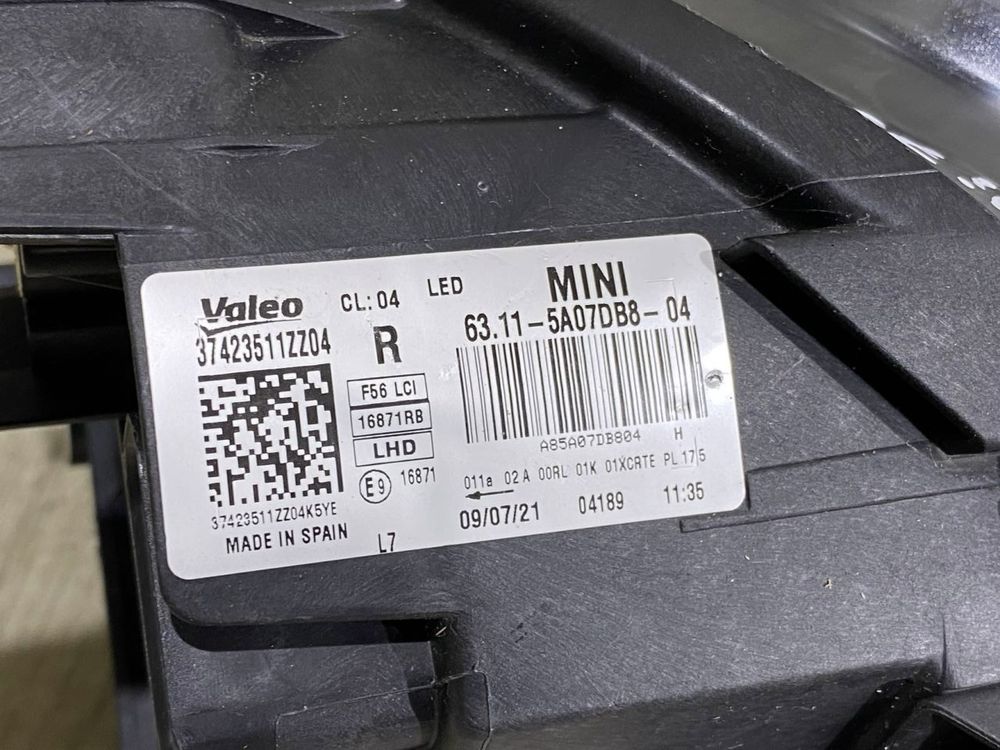 Valeo
CL: 04
LED
MINI
37423511ZZ04
R
63.11-5A07DB8-04
F56 LCI
16871RB
LHD
E9 16871
A85A07DB804 H
37423511ZZ04K5YE
011a 02A 00RL 01K 01XCRTE PL 17,5
MADE IN SPAIN
L7
09/07/21 04189 11:35